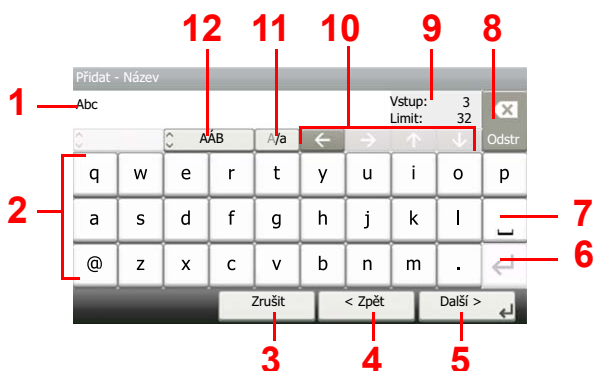 12 11 10 9 8
Přidat - Název
1 Abc Vstup: 3
Limit: 32
AÁB A/a ← → ↑ ↓ Odstr
2 q w e r t y u i o p
a s d f g h j k l 7
@ z x c v b n m . 6
Zrušit < Zpět Další >
3 4 5